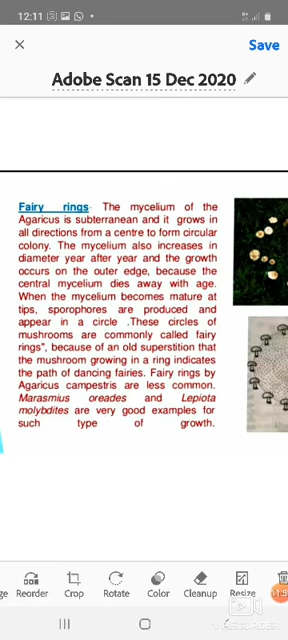 12:11
Save
Adobe Scan 15 Dec 2020
Fairy rings- The mycelium of the
Agaricus is subterranean and it grows in
all directions from a centre to form circular
colony. The mycelium also increases in
diameter year after year and the growth
occurs on the outer edge, because the
central mycelium dies away with age.
When the mycelium becomes mature at
tips, sporophores are produced and
appear in a circle .These circles of
mushrooms are commonly called fairy
rings", because of an old superstition that
the mushroom growing in a ring indicates
the path of dancing fairies. Fairy rings by
Agaricus campestris are less common.
Marasmius oreades and Lepiota
molybdites are very good examples for
such type of growth.
ge Reorder Crop Rotate Color Cleanup Resize
RECORDER